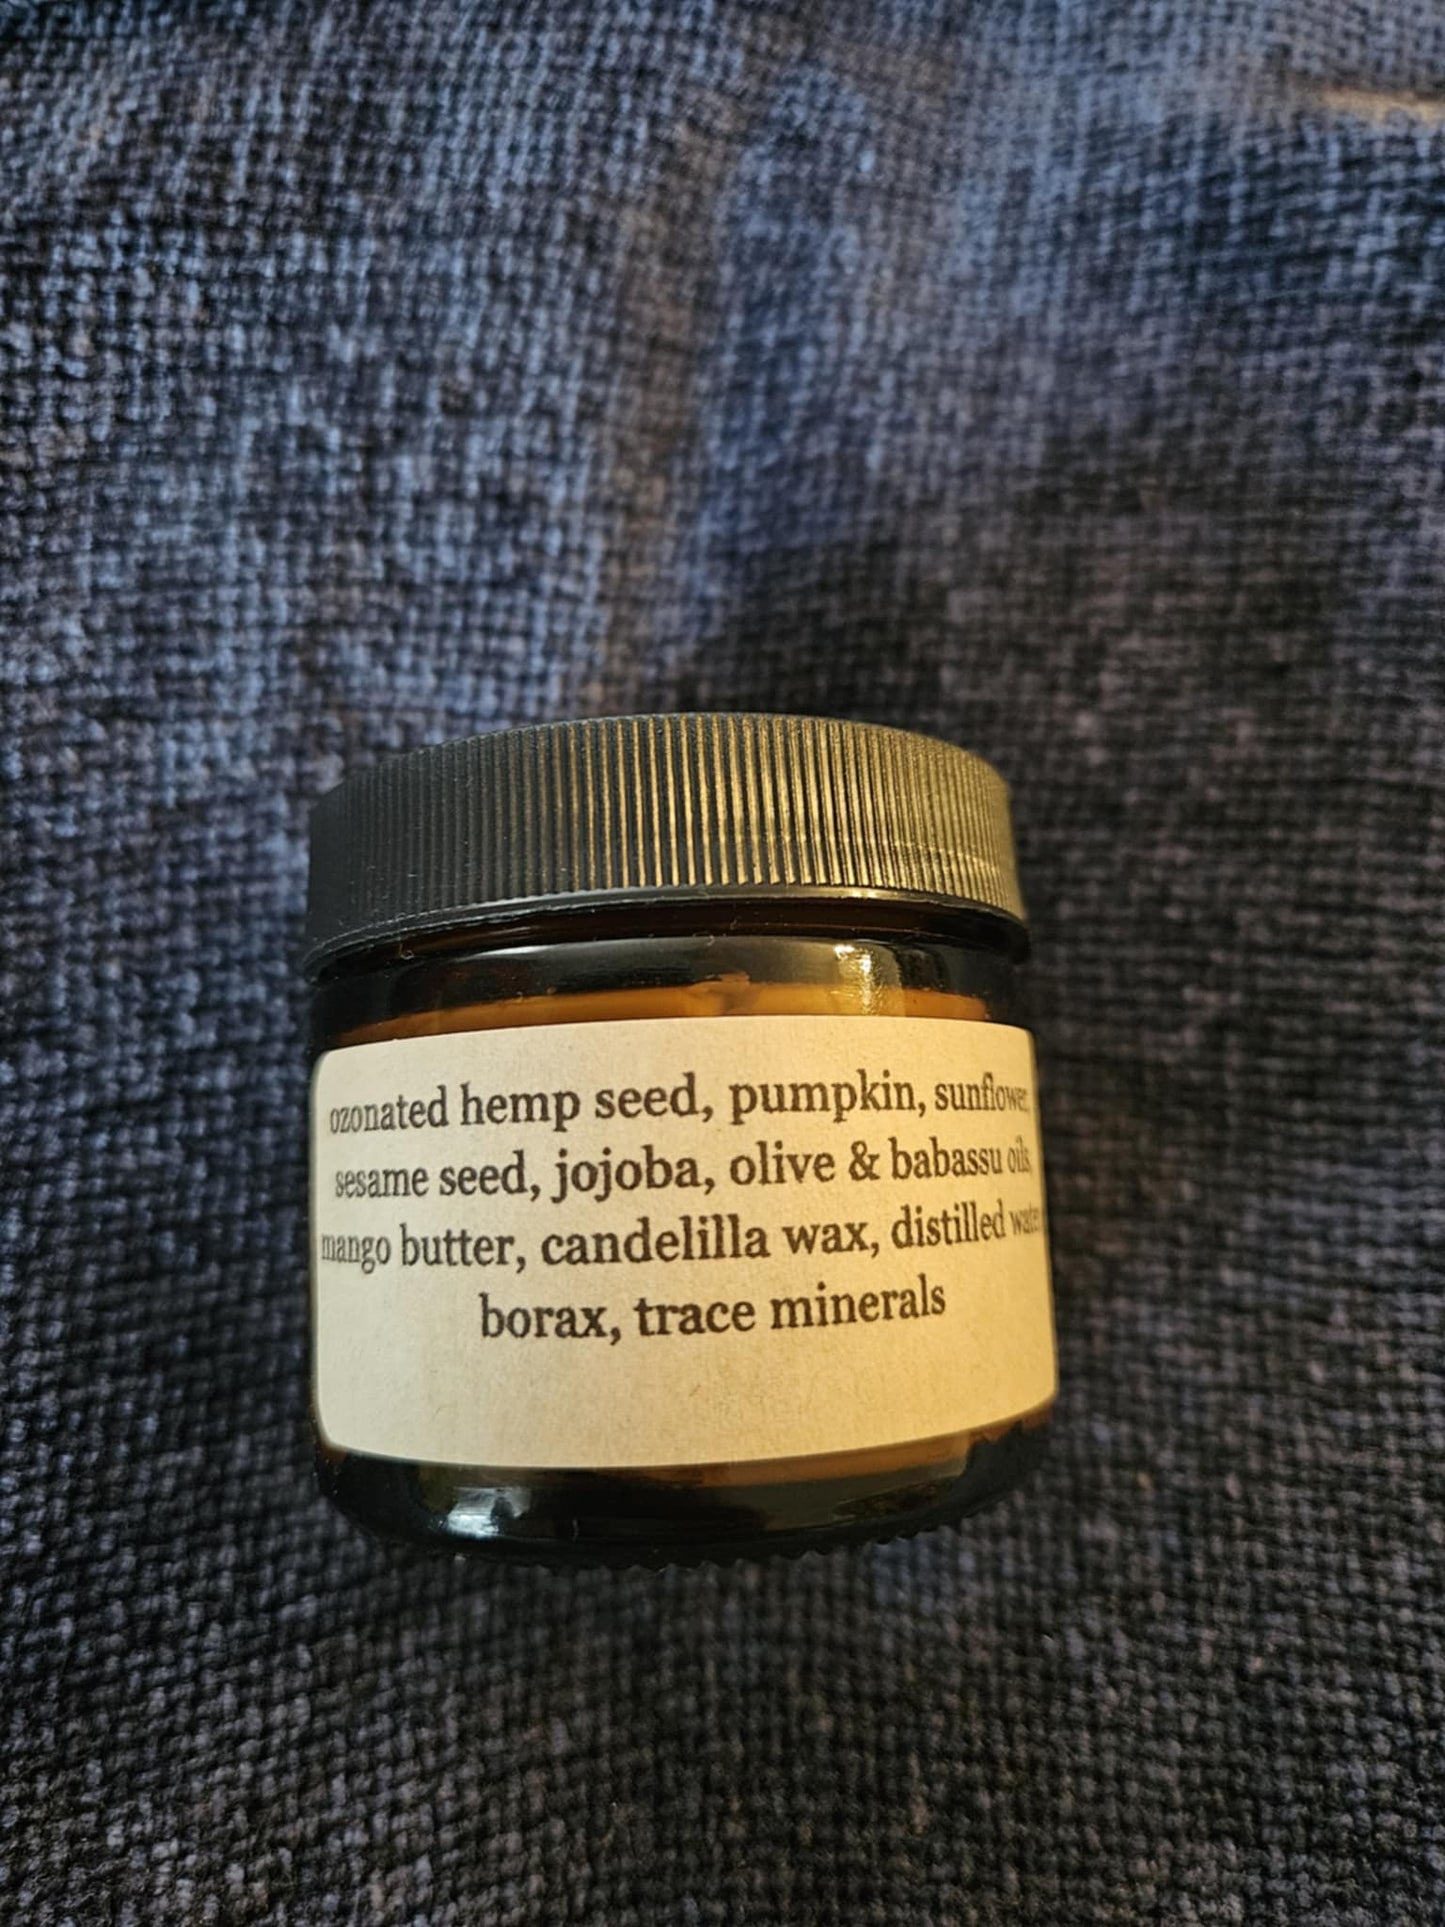 ozonated hemp seed, pumpkin, sunflower,
sesame seed, jojoba, olive & babassu oils,
mango butter, candelilla wax, distilled water
borax, trace minerals